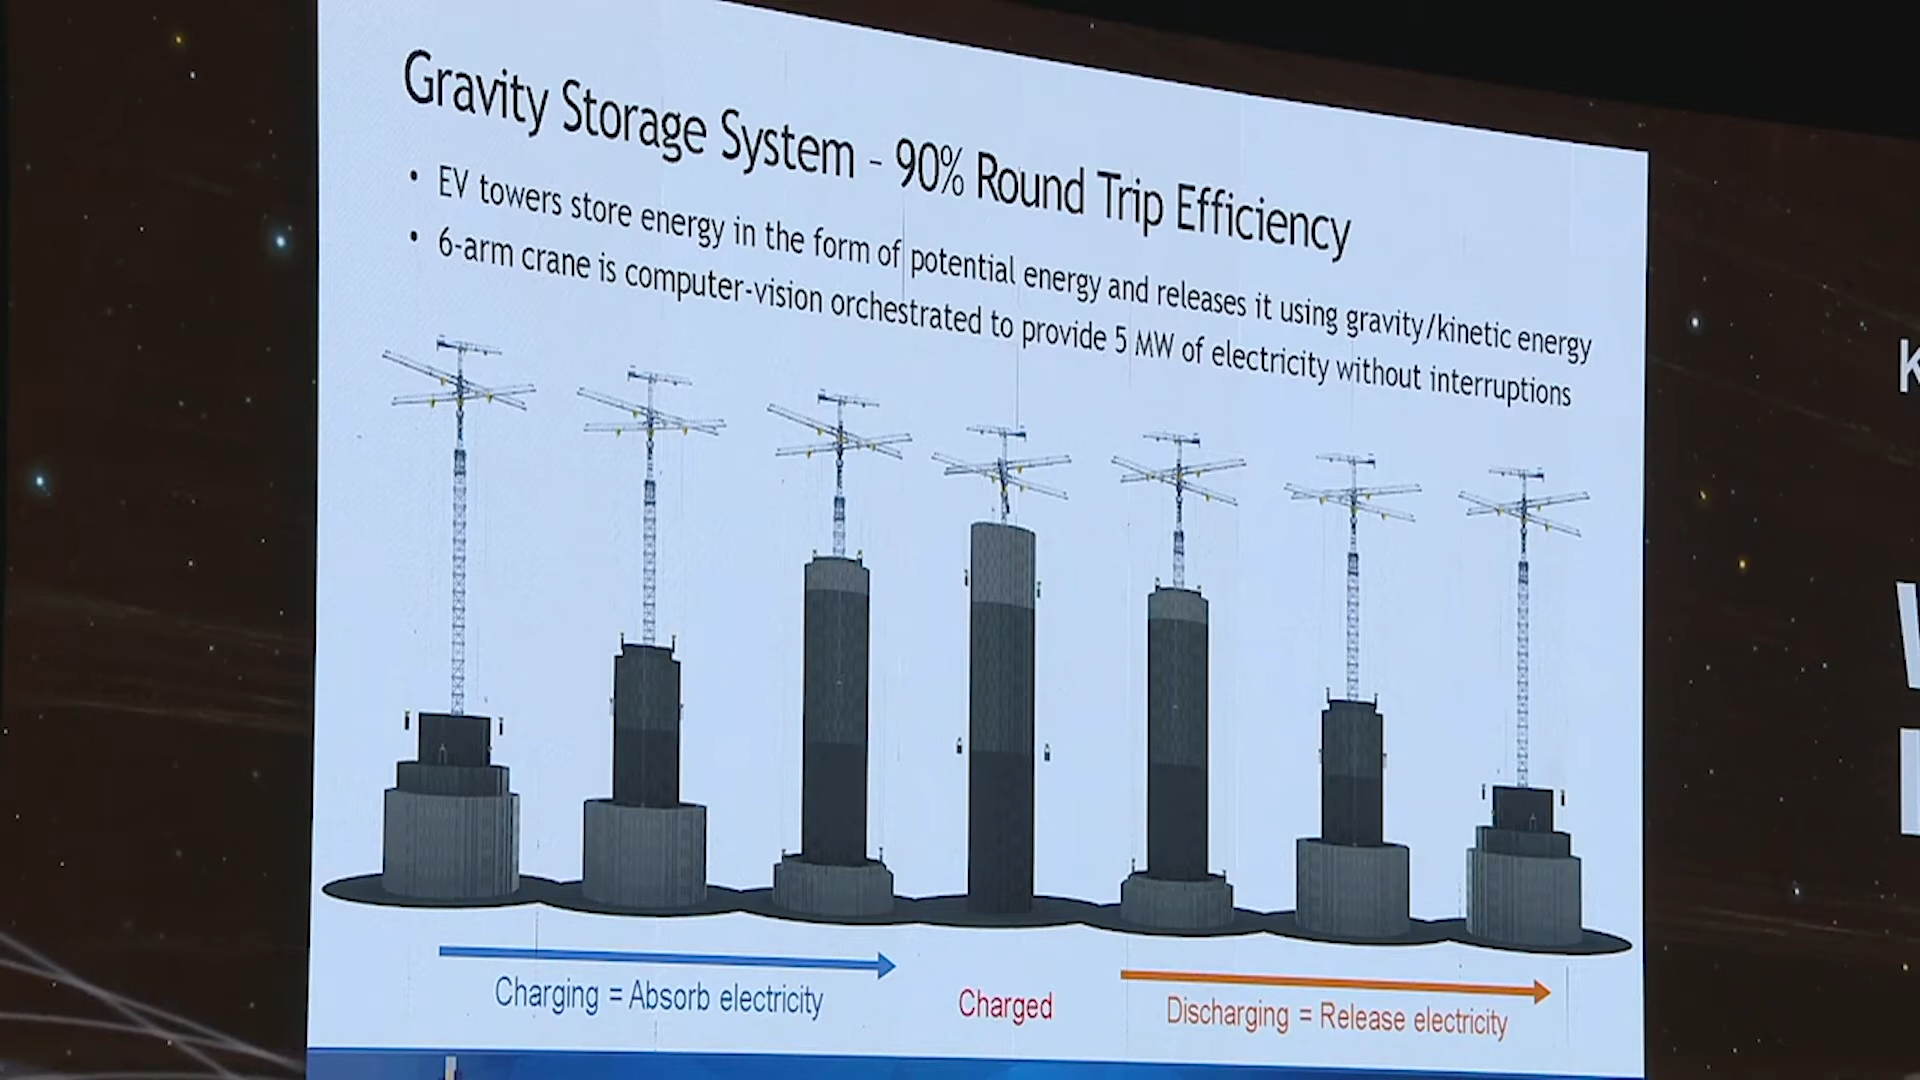 Gravity Storage System - 90% Round Trip Efficiency
• EV towers store energy in the form of potential energy and releases it using gravity/kinetic energy
• 6-arm crane is computer-vision orchestrated to provide 5 MW of electricity without interruptions
Charging = Absorb electricity
Charged
Discharging = Release electricity